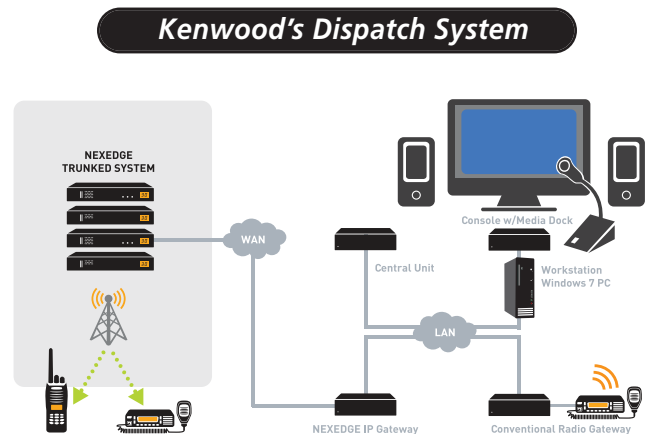 Kenwood's Dispatch System
NEXEDGE
TRUNKED SYSTEM
WAN
Central Unit
Console w/Media Dock
Workstation
Windows 7 PC
LAN
NEXEDGE IP Gateway
Conventional Radio Gateway